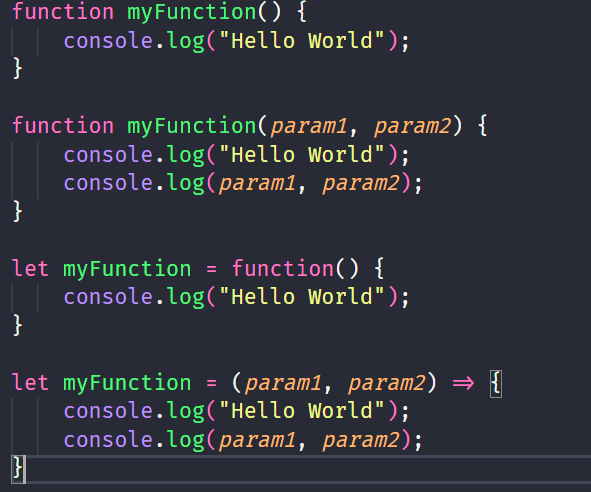 function myFunction() {
    console.log("Hello World");
}

function myFunction(param1, param2) {
    console.log("Hello World");
    console.log(param1, param2);
}

let myFunction = function() {
    console.log("Hello World");
}

let myFunction = (param1, param2) => {
    console.log("Hello World");
    console.log(param1, param2);
}